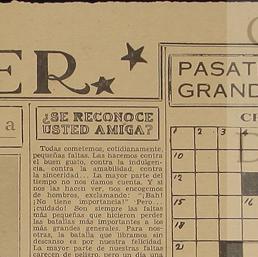 ER
PASAT
GRAND
a
¿SE RECONOCE
USTED AMIGA?
Todas cometemos, cotidianamente,
pequeñas faltas. Las hacemos contra
el buen gusto, contra la indulgen-
cia, contra la amabilidad, contra
la sinceridad... La mayor parte del
tiempo no nos damos cuenta. Y si
nos las hacen ver, nos encogemos
de hombros, exclamando: "¡Bah!
¡No tiene importancia!" Pero...
¡cuidado! Son siempre las faltas
más pequeñas que hicieron perder
las batallas más importantes a los
más grandes generales. Para nos-
otras, la batalla que libramos sin
descanso es por nuestra felicidad.
La mayor parte de nuestras faltas
carecen de peligro, pero un día una
1 2 3 4
10
15 16
18
21